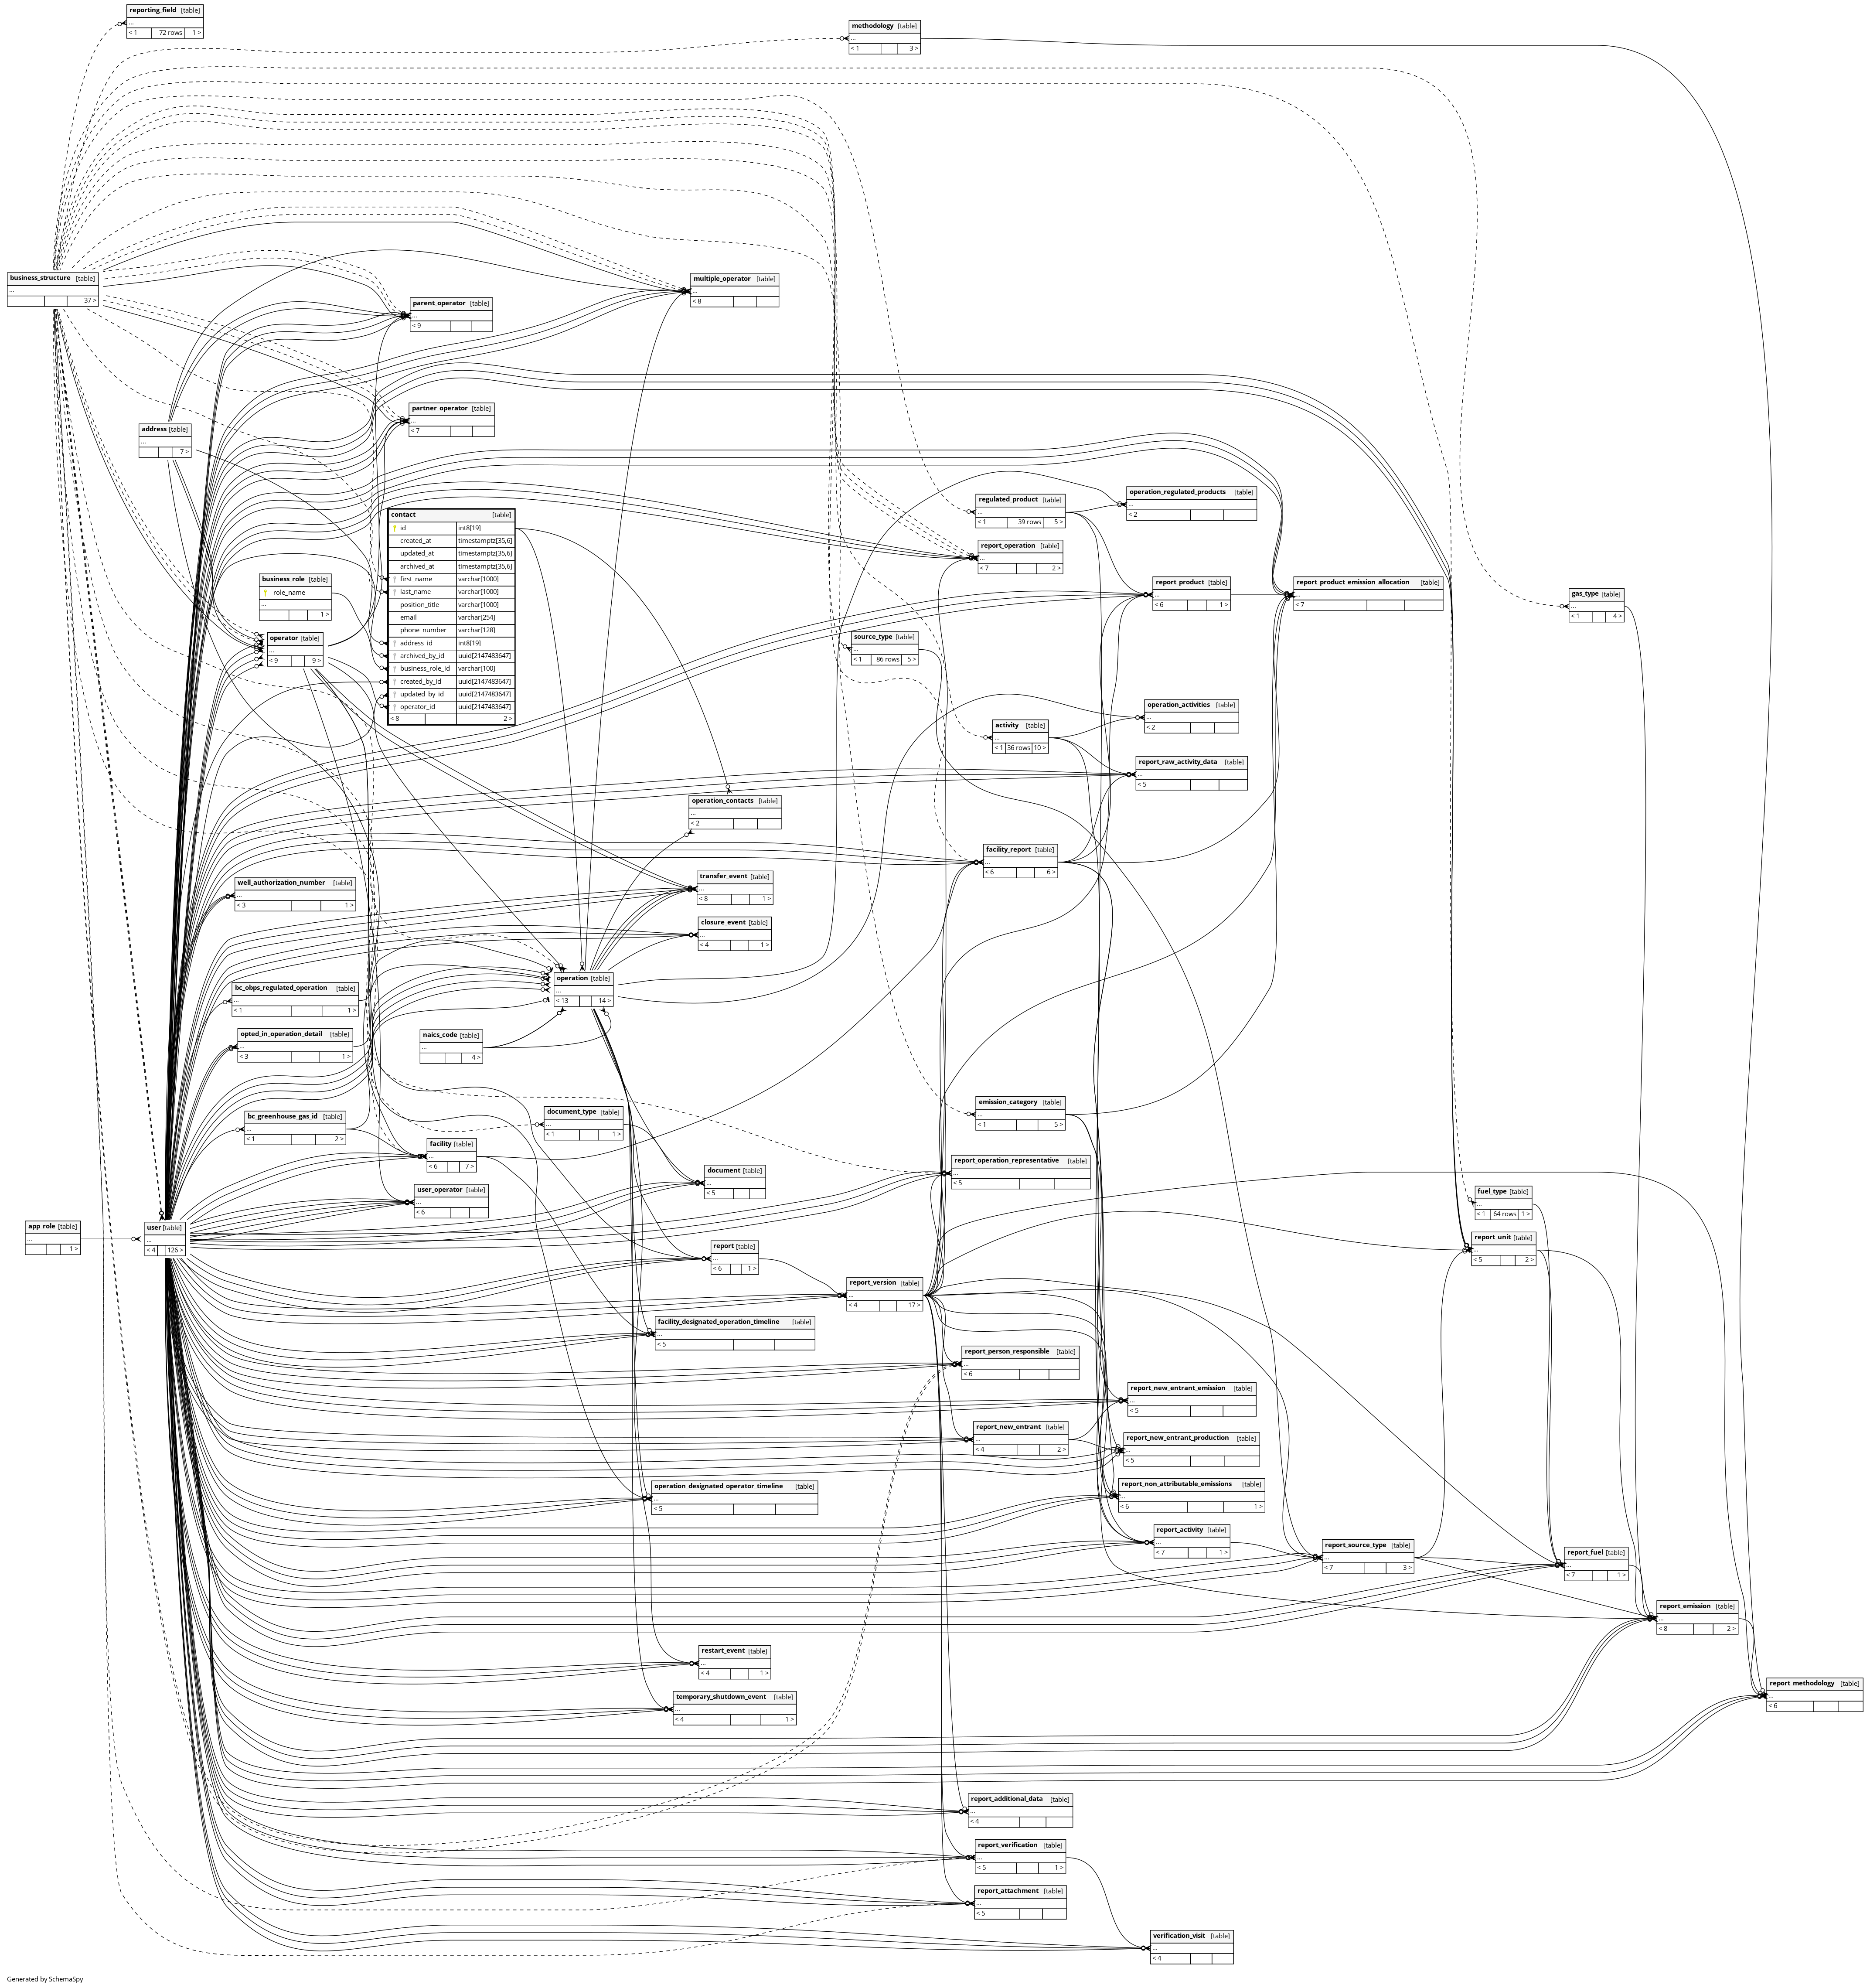 reporting_field [table]
...
< 1 72 rows 1 >
methodology [table]
...
< 1 3 >
business_structure [table]
...
37 >
multiple_operator [table]
...
< 8
parent_operator [table]
...
< 9
partner_operator [table]
...
< 7
address [table]
...
7 >
contact [table]
id int8[19]
created_at timestamptz[35,6]
updated_at timestamptz[35,6]
archived_at timestamptz[35,6]
first_name varchar[1000]
last_name varchar[1000]
position_title varchar[1000]
email varchar[254]
phone_number varchar[128]
address_id int8[19]
archived_by_id uuid[2147483647]
business_role_id varchar[100]
created_by_id uuid[2147483647]
updated_by_id uuid[2147483647]
operator_id uuid[2147483647]
< 8 2 >
regulated_product [table]
...
< 1 39 rows 5 >
operation_regulated_products [table]
...
< 2
report_operation [table]
...
< 7 2 >
business_role [table]
role_name
...
1 >
report_product [table]
...
< 6 1 >
report_product_emission_allocation [table]
...
< 7
gas_type [table]
...
< 1 4 >
operator [table]
...
< 9 9 >
source_type [table]
...
< 1 86 rows 5 >
operation_activities [table]
...
< 2
activity [table]
...
< 1 36 rows 10 >
report_raw_activity_data [table]
...
< 5
operation_contacts [table]
...
< 2
facility_report [table]
...
< 6 6 >
well_authorization_number [table]
...
< 3 1 >
transfer_event [table]
...
< 8 1 >
closure_event [table]
...
< 4 1 >
operation [table]
...
< 13 14 >
bc_obps_regulated_operation [table]
...
< 1 1 >
opted_in_operation_detail [table]
...
< 3 1 >
naics_code [table]
...
4 >
emission_category [table]
...
< 1 5 >
bc_greenhouse_gas_id [table]
...
< 1 2 >
document_type [table]
...
< 1 1 >
facility [table]
...
< 6 7 >
report_operation_representative [table]
...
< 5
document [table]
...
< 5
user_operator [table]
...
< 6
fuel_type [table]
...
< 1 64 rows 1 >
app_role [table]
...
1 >
user [table]
...
< 4 126 >
report_unit [table]
...
< 5 2 >
report [table]
...
< 6 1 >
report_version [table]
...
< 4 17 >
facility_designated_operation_timeline [table]
...
< 5
report_person_responsible [table]
...
< 6
report_new_entrant_emission [table]
...
< 5
report_new_entrant [table]
...
< 4 2 >
report_new_entrant_production [table]
...
< 5
operation_designated_operator_timeline [table]
...
< 5
report_non_attributable_emissions [table]
...
< 6 1 >
report_activity [table]
...
< 7 1 >
report_source_type [table]
...
< 7 3 >
report_fuel [table]
...
< 7 1 >
report_emission [table]
...
< 8 2 >
restart_event [table]
...
< 4 1 >
report_methodology [table]
...
< 6
temporary_shutdown_event [table]
...
< 4 1 >
report_additional_data [table]
...
< 4
report_verification [table]
...
< 5 1 >
report_attachment [table]
...
< 5
verification_visit [table]
...
< 4
Generated by SchemaSpy